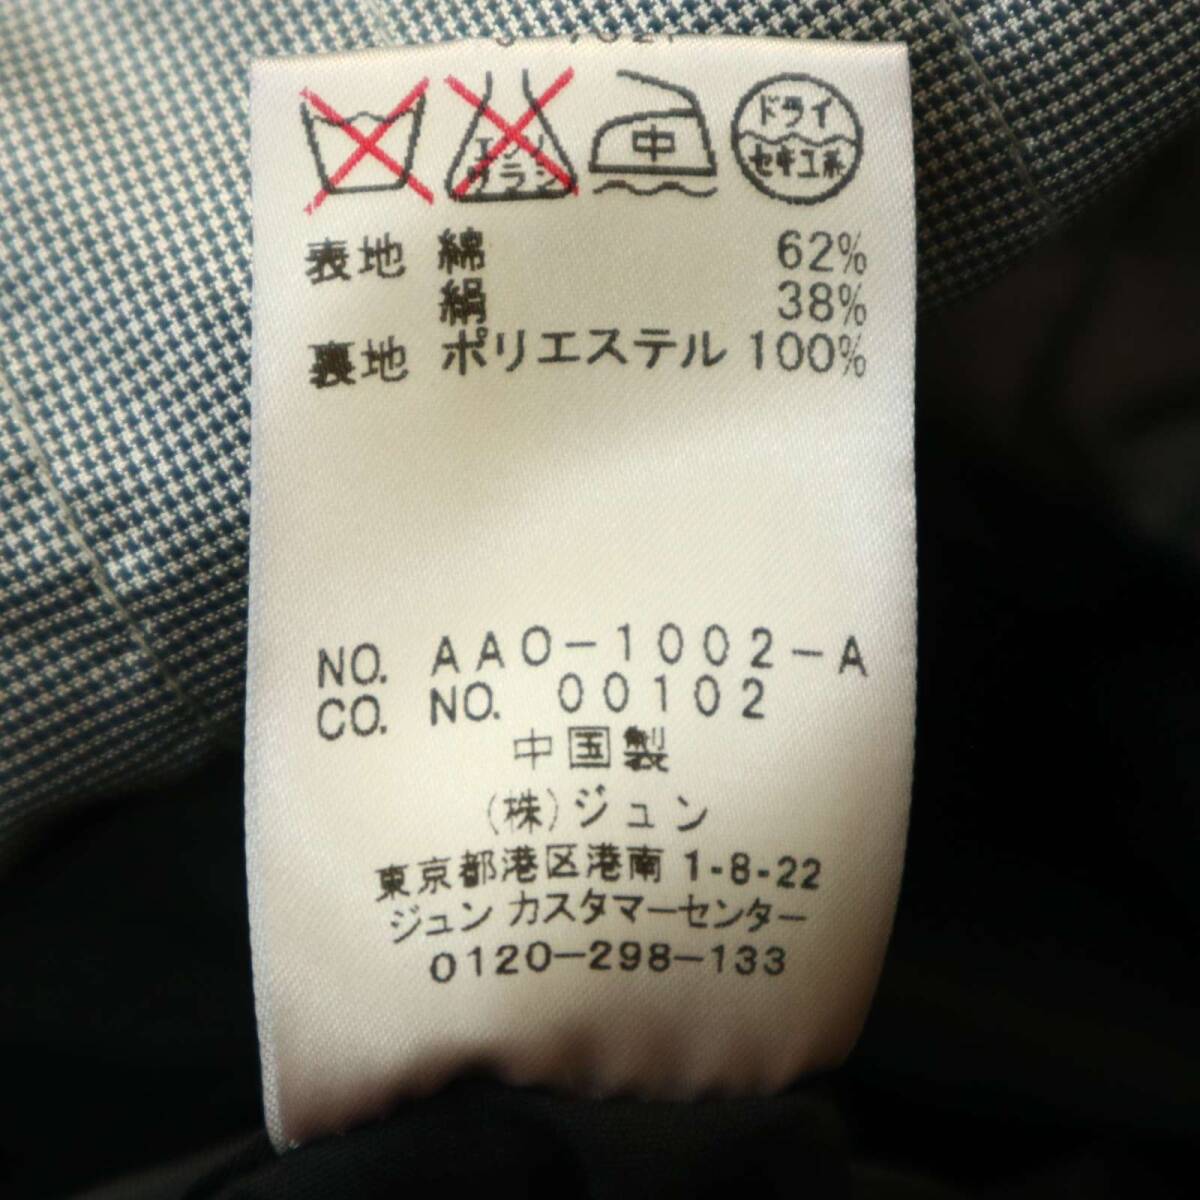 エンソ
サラシ
中
ドライ
セキユ系
表地 綿 62%
絹 38%
裏地 ポリエステル 100%
NO. AAO-1002-A
CO. NO. 00102
中国製
(株)ジュン
東京都港区港南 1-8-22
ジュン カスタマーセンター
0120-298-133